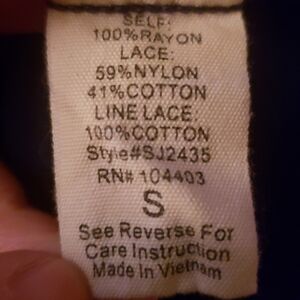 SELF:
100%RAYON
LACE:
59%NYLON
41%COTTON
LINE LACE:
100%COTTON
Style#SJ2435
RN# 104403
S
See Reverse For
Care Instruction
Made In Vietnam